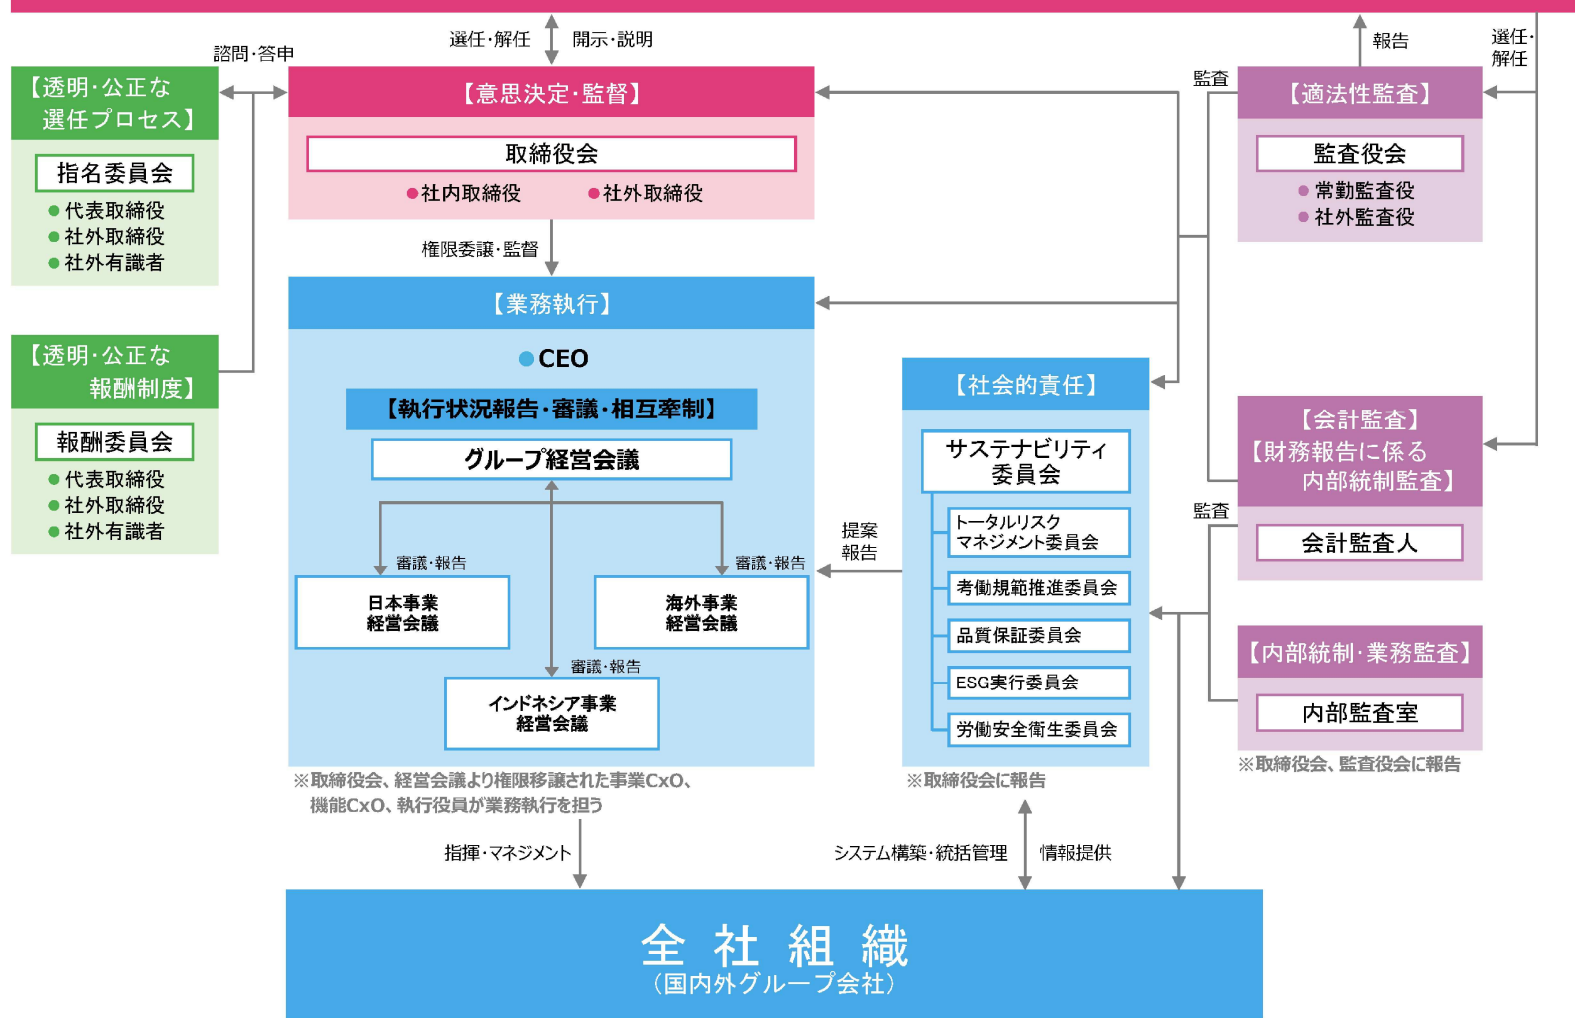 選任・解任
開示・説明
報告
選任・
解任
諮問・答申
監査
【透明・公正な
選任プロセス】
指名委員会
●代表取締役
●社外取締役
●社外有識者
【意思決定・監督】
取締役会
●社内取締役
●社外取締役
【適法性監査】
監査役会
●常勤監査役
●社外監査役
権限委譲・監督
【業務執行】
●CEO
【執行状況報告・審議・相互牽制】
グループ経営会議
審議・報告
審議・報告
日本事業
経営会議
海外事業
経営会議
審議・報告
インドネシア事業
経営会議
※取締役会、経営会議より権限移譲された事業CxO、
機能CxO、執行役員が業務執行を担う
【透明・公正な
報酬制度】
報酬委員会
●代表取締役
●社外取締役
●社外有識者
提案
報告
【社会的責任】
サステナビリティ
委員会
トータルリスク
マネジメント委員会
考働規範推進委員会
品質保証委員会
ESG実行委員会
労働安全衛生委員会
※取締役会に報告
【会計監査】
【財務報告に係る
内部統制監査】
監査
会計監査人
【内部統制・業務監査】
内部監査室
※取締役会、監査役会に報告
指揮・マネジメント
システム構築・統括管理
情報提供
全社組織
（国内外グループ会社）